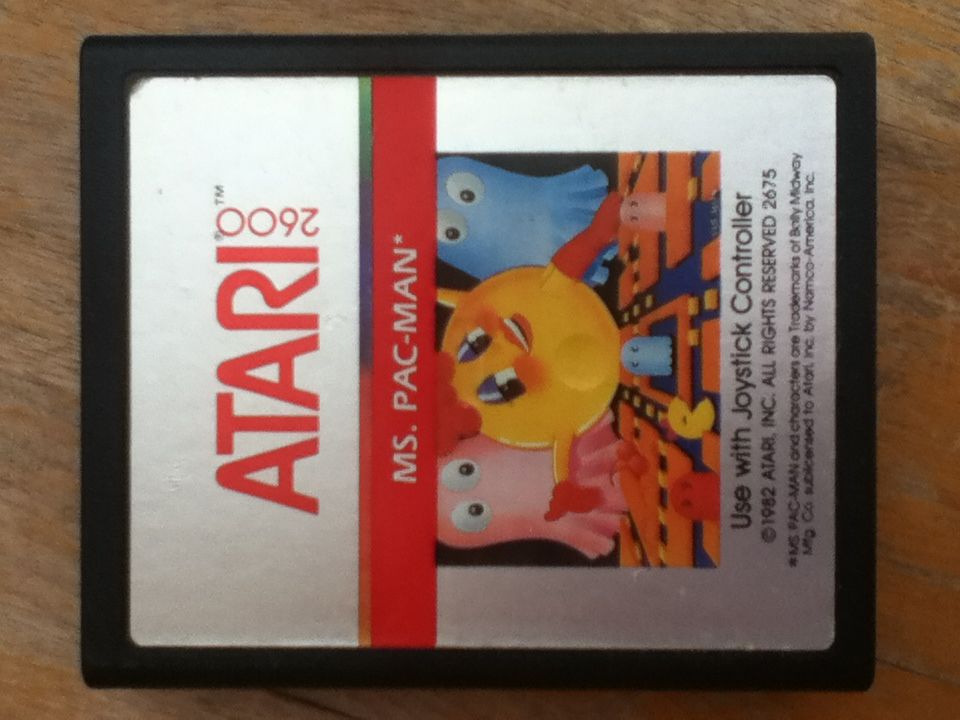 ATARI® 2600™
MS. PAC-MAN*
Use with Joystick Controller
©1982 ATARI, INC. ALL RIGHTS RESERVED 2675
*MS. PAC-MAN and characters are Trademarks of Bally Midway
Mfg. Co. sublicensed to Atari, Inc. by Namco-America, Inc.